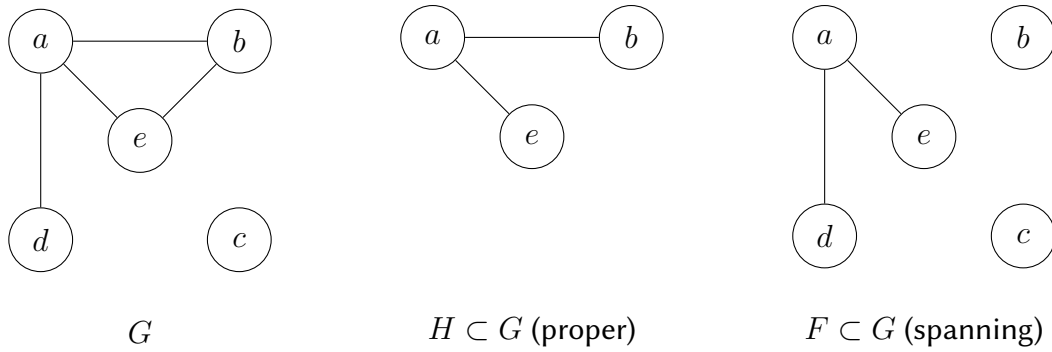 a b a b a b
e e e
d c d c
G H ⊂ G (proper) F ⊂ G (spanning)